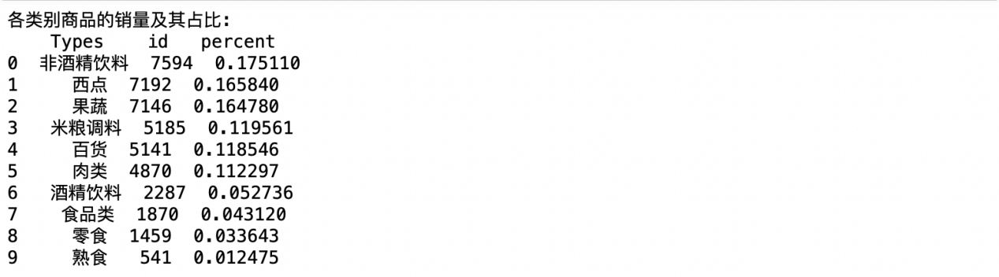 各类别商品的销量及其占比:
Types id percent
0 非酒精饮料 7594 0.175110
1 西点 7192 0.165840
2 果蔬 7146 0.164780
3 米粮调料 5185 0.119561
4 百货 5141 0.118546
5 肉类 4870 0.112297
6 酒精饮料 2287 0.052736
7 食品类 1870 0.043120
8 零食 1459 0.033643
9 熟食 541 0.012475